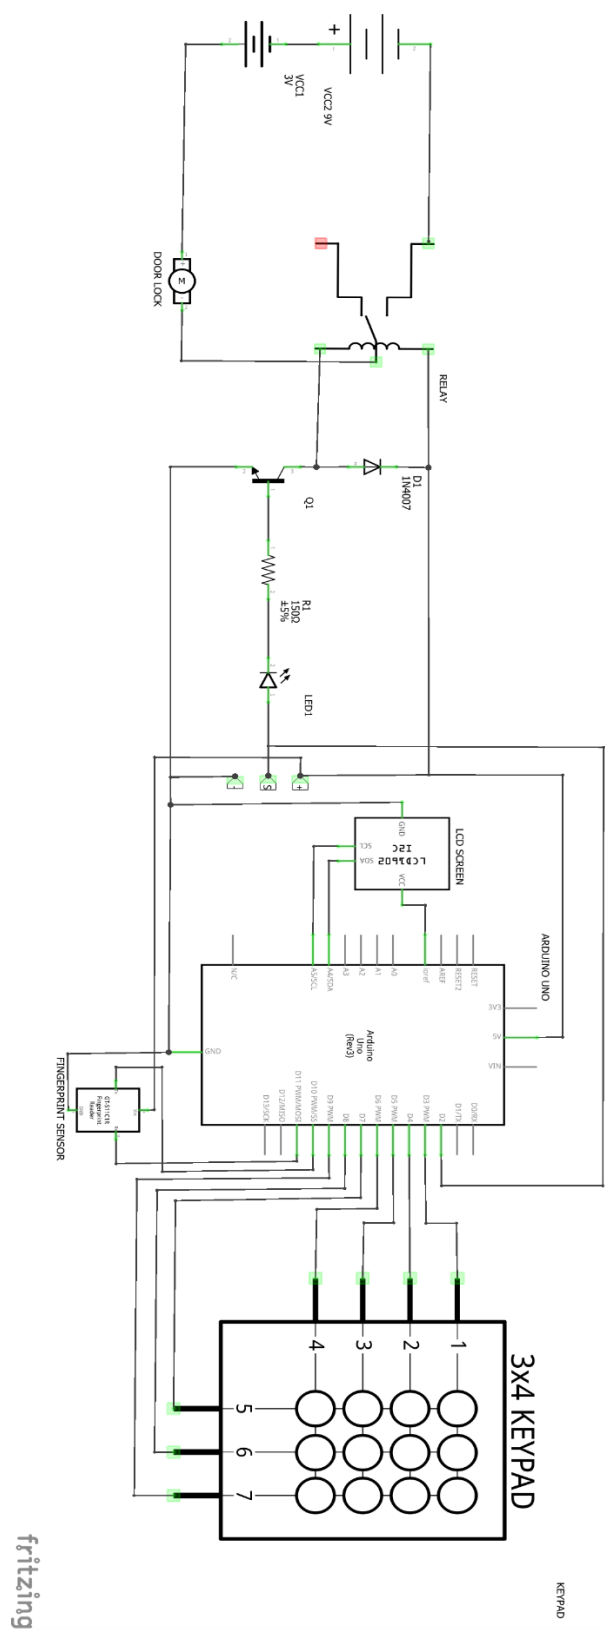 +
VCC1
3V
VCC2 9V
DOOR LOCK
M
RELAY
D1
1N4007
Q1
R1
150Ω
±5%
LED1
-
S
+
LCD SCREEN
GND
SCL
SDA
I2C
LCD1602
VCC
ARDUINO UNO
N/C
A5/SCL
A4/SDA
A3
A2
A1
A0
ioref
AREF
RESET2
RESET
3V3
5V
VIN
GND
Arduino
Uno
(Rev3)
D13/SCK
D12/MISO
D11 PWM/MOSI
D10 PWM/SS
D9 PWM
D8
D7
D6 PWM
D5 PWM
D4
D3 PWM
D2
D1/TX
D0/RX
FINGERPRINT SENSOR
GT-511C1R
Fingerprint
Reader
3x4 KEYPAD
1
2
3
4
5
6
7
KEYPAD
fritzing